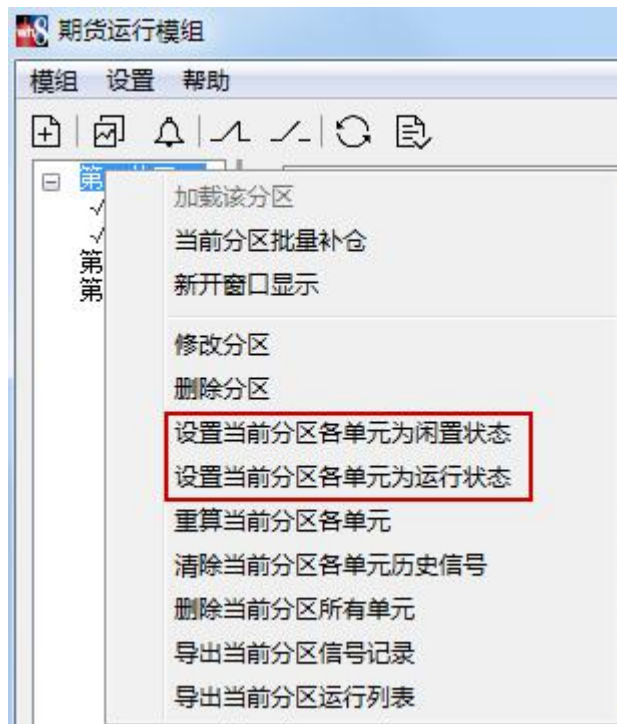 期货运行模组
模组 设置 帮助
第
第
第
加载该分区
当前分区批量补仓
新开窗口显示
修改分区
删除分区
设置当前分区各单元为闲置状态
设置当前分区各单元为运行状态
重算当前分区各单元
清除当前分区各单元历史信号
删除当前分区所有单元
导出当前分区信号记录
导出当前分区运行列表